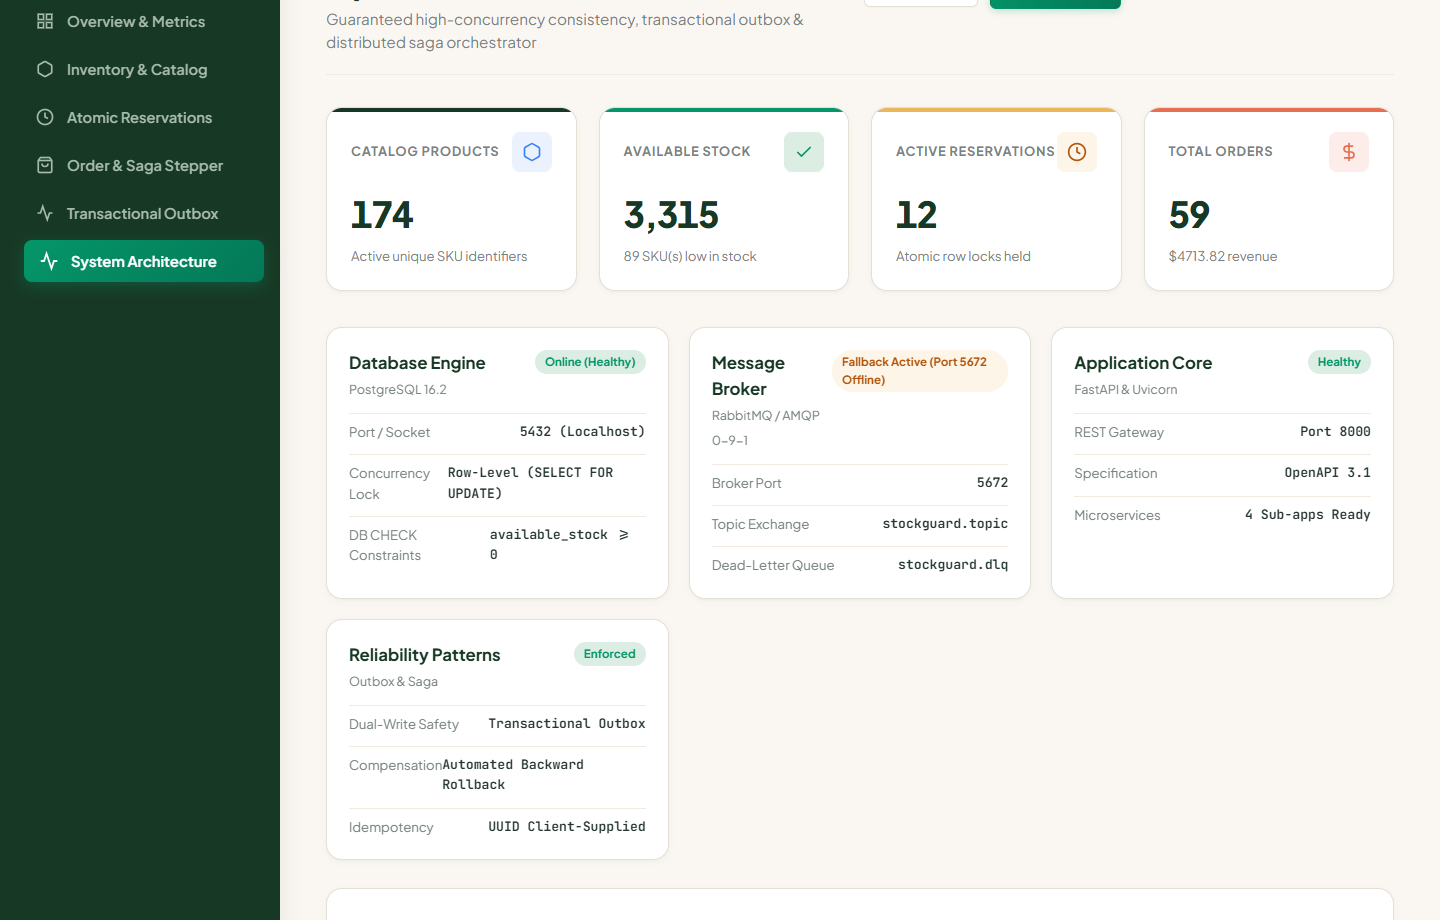 Overview & Metrics
Inventory & Catalog
Atomic Reservations
Order & Saga Stepper
Transactional Outbox
System Architecture
Guaranteed high-concurrency consistency, transactional outbox &
distributed saga orchestrator
CATALOG PRODUCTS
174
Active unique SKU identifiers
AVAILABLE STOCK
3,315
89 SKU(s) low in stock
ACTIVE RESERVATIONS
12
Atomic row locks held
TOTAL ORDERS
59
$4713.82 revenue
Database Engine
Online (Healthy)
PostgreSQL 16.2
Port / Socket
5432 (Localhost)
Concurrency
Lock
Row-Level (SELECT FOR
UPDATE)
DB CHECK
Constraints
available_stock ≥
0
Message
Broker
Fallback Active (Port 5672
Offline)
RabbitMQ / AMQP
0-9-1
Broker Port
5672
Topic Exchange
stockguard.topic
Dead-Letter Queue
stockguard.dlq
Application Core
Healthy
FastAPI & Uvicorn
REST Gateway
Port 8000
Specification
OpenAPI 3.1
Microservices
4 Sub-apps Ready
Reliability Patterns
Enforced
Outbox & Saga
Dual-Write Safety
Transactional Outbox
Compensation
Automated Backward
Rollback
Idempotency
UUID Client-Supplied